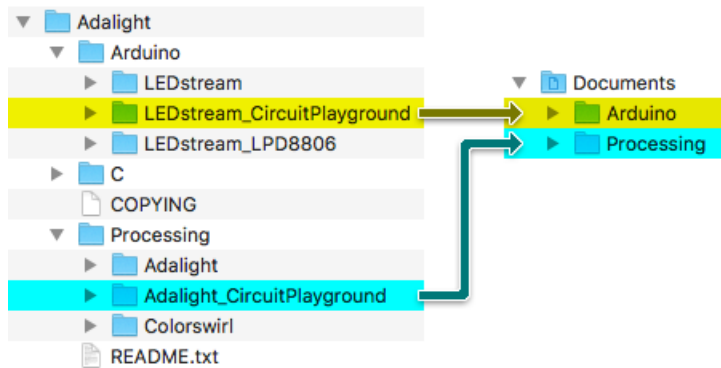 Adalight
Arduino
LEDstream
LEDstream_CircuitPlayground
LEDstream_LPD8806
C
COPYING
Processing
Adalight
Adalight_CircuitPlayground
Colorswirl
README.txt
Documents
Arduino
Processing